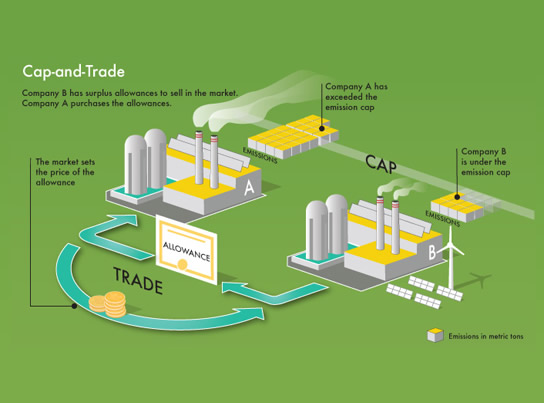 Cap-and-Trade
Company B has surplus allowances to sell in the market.
Company A purchases the allowances.
Company A has
exceeded the
emission cap
EMISSIONS
CAP
Company B
is under the
emission cap
The market sets
the price of the
allowance
A
EMISSIONS
ALLOWANCE
B
TRADE
Emissions in metric tons